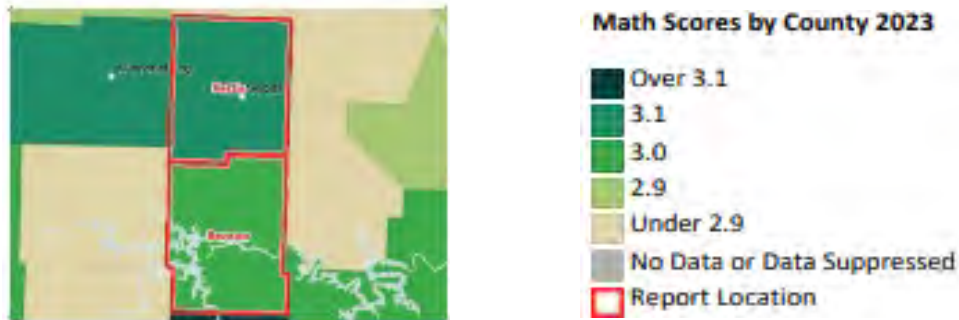 Math Scores by County 2023
Over 3.1
3.1
3.0
2.9
Under 2.9
No Data or Data Suppressed
Report Location
Benton